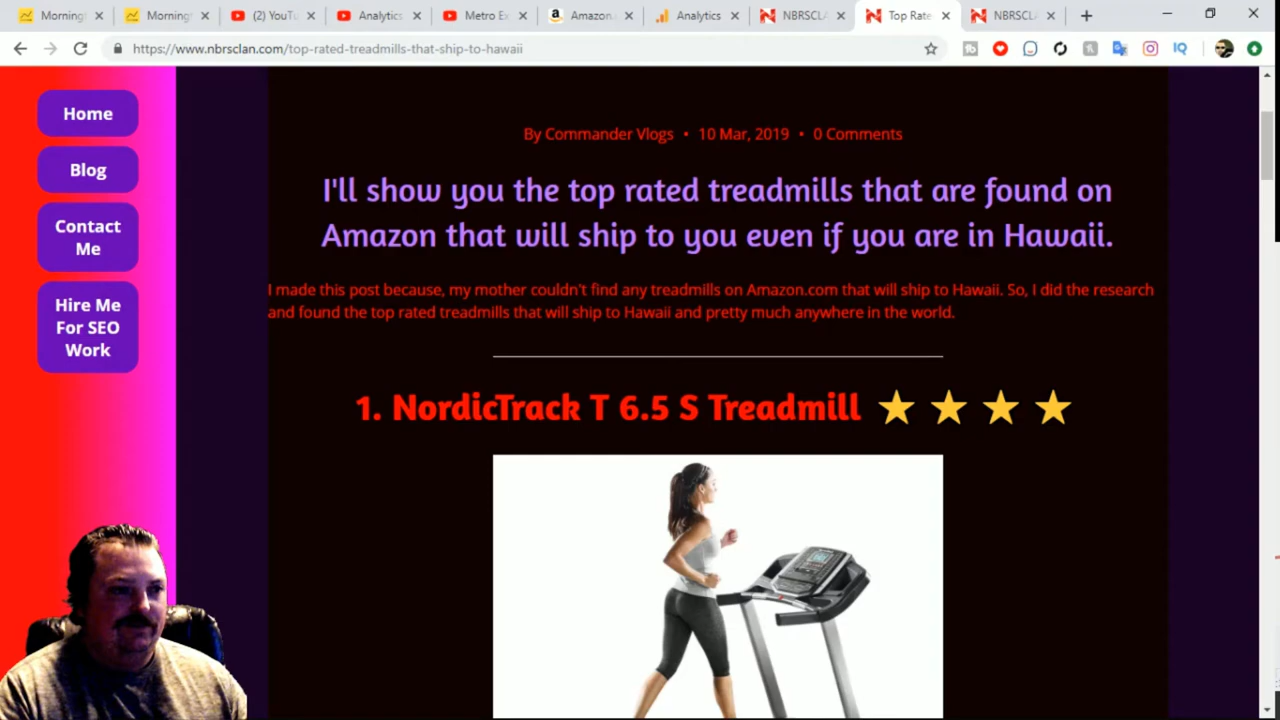 Morning
Morning
(2) YouTu
Analytics
Metro Ex
Amazon.
Analytics
NBRSCLA
Top Rate
NBRSCL
https://www.nbrsclan.com/top-rated-treadmills-that-ship-to-hawaii
IQ
Home
Blog
Contact
Me
Hire Me
For SEO
Work
By Commander Vlogs • 10 Mar, 2019 • 0 Comments
I'll show you the top rated treadmills that are found on
Amazon that will ship to you even if you are in Hawaii.
I made this post because, my mother couldn't find any treadmills on Amazon.com that will ship to Hawaii. So, I did the research
and found the top rated treadmills that will ship to Hawaii and pretty much anywhere in the world.
1. NordicTrack T 6.5 S Treadmill ★ ★ ★ ★